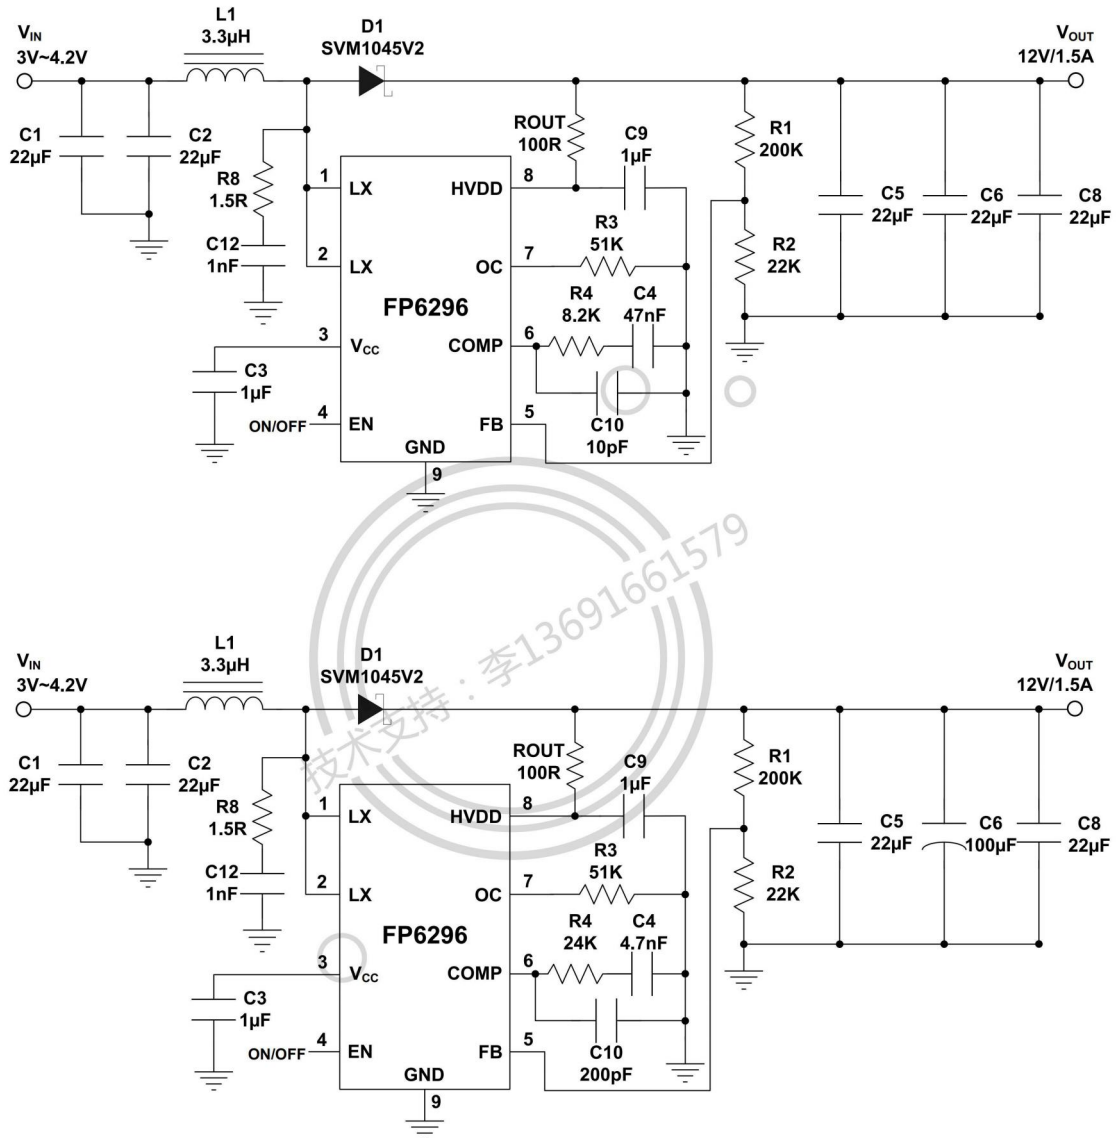 L1
3.3µH
D1
SVM1045V2
VIN
3V~4.2V
VOUT
12V/1.5A
C1
22µF
C2
22µF
R8
1.5R
C12
1nF
ROUT
100R
C9
1µF
R1
200K
1
LX
HVDD
8
R3
51K
C5
22µF
C6
22µF
C8
22µF
2
LX
OC
7
R2
22K
FP6296
R4
8.2K
C4
47nF
3
VCC
COMP
6
C3
1µF
ON/OFF
4
EN
FB
5
C10
10pF
GND
9
技术支持：李13691661579
L1
3.3µH
D1
SVM1045V2
VIN
3V~4.2V
VOUT
12V/1.5A
C1
22µF
C2
22µF
R8
1.5R
C12
1nF
ROUT
100R
C9
1µF
R1
200K
1
LX
HVDD
8
R3
51K
C5
22µF
C6
100µF
C8
22µF
2
LX
OC
7
R2
22K
FP6296
R4
24K
C4
4.7nF
3
VCC
COMP
6
C3
1µF
ON/OFF
4
EN
FB
5
C10
200pF
GND
9